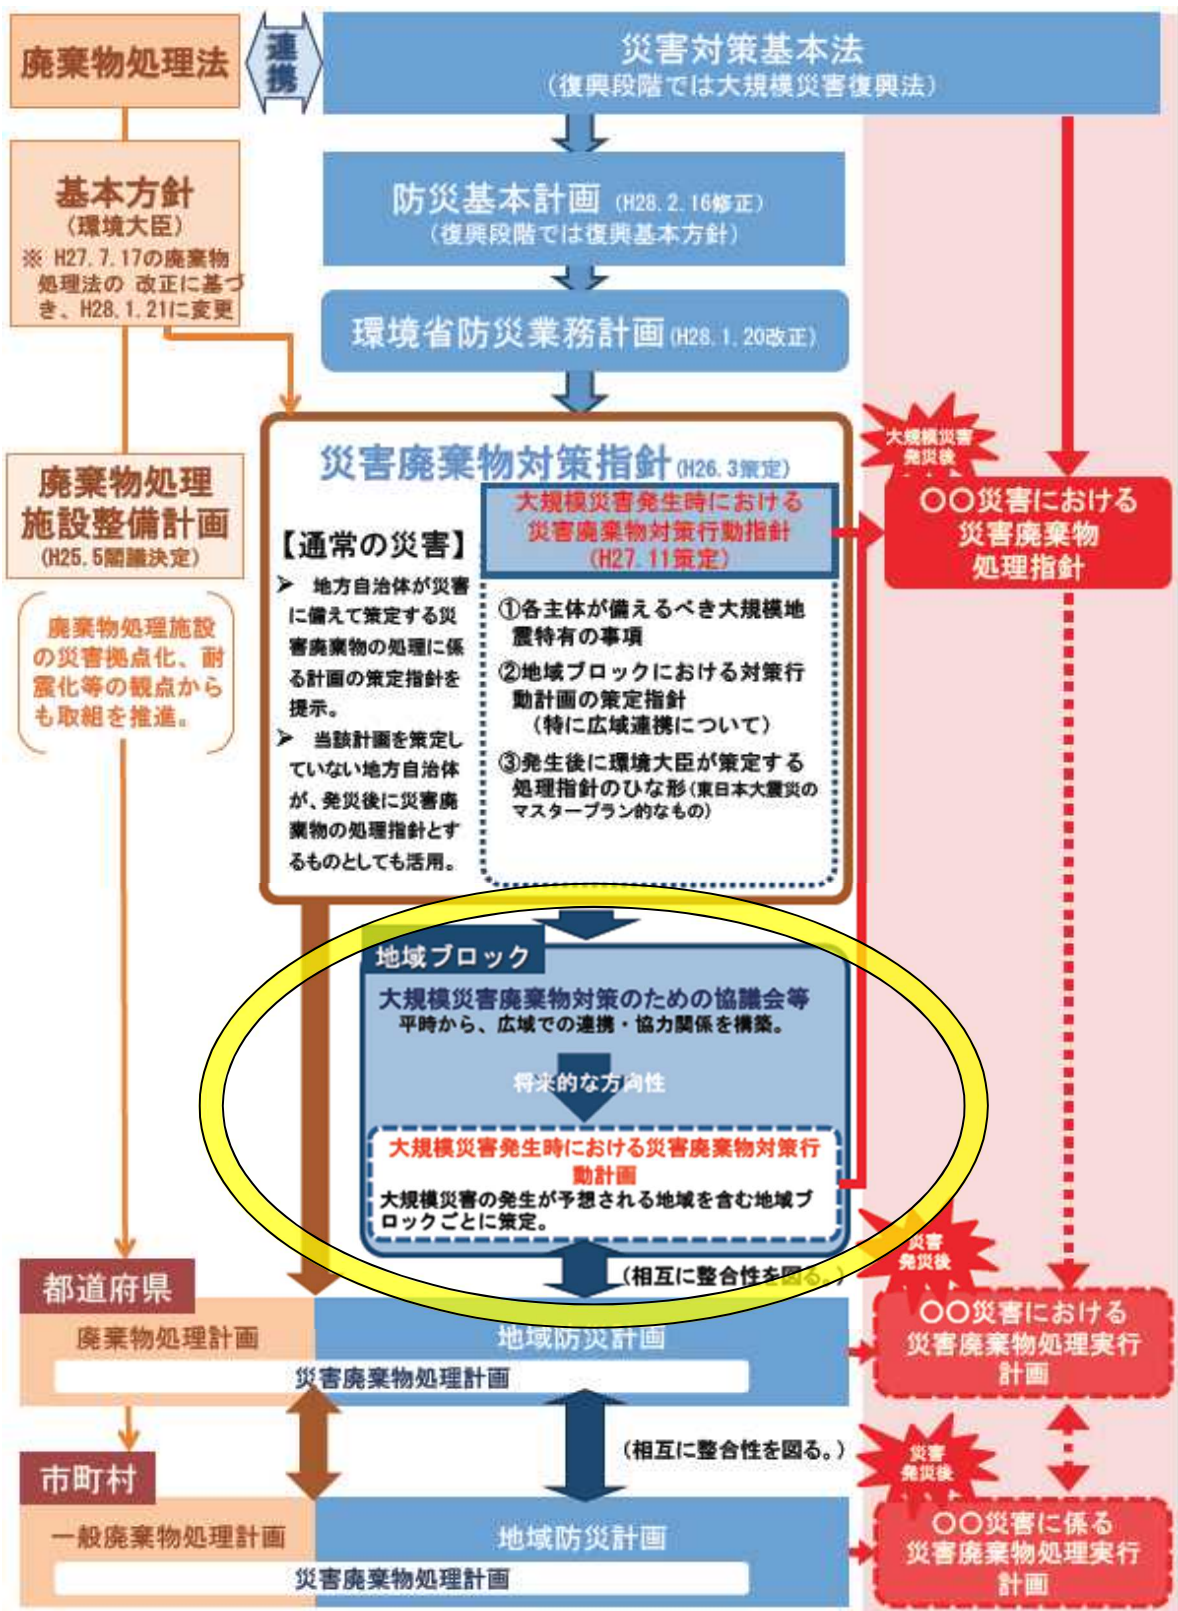 廃棄物処理法
連携
災害対策基本法
(復興段階では大規模災害復興法)
基本方針
(環境大臣)
※ H27.7.17の廃棄物
処理法の 改正に基づ
き、H28.1.21に変更
防災基本計画 (H28.2.16修正)
(復興段階では復興基本方針)
環境省防災業務計画(H28.1.20改正)
廃棄物処理
施設整備計画
(H25.5閣議決定)
廃棄物処理施設
の災害拠点化、耐
震化等の観点から
も取組を推進。
災害廃棄物対策指針(H26.3策定)
【通常の災害】
➢ 地方自治体が災害
に備えて策定する災
害廃棄物の処理に係
る計画の策定指針を
提示。
➢ 当該計画を策定し
ていない地方自治体
が、発災後に災害廃
棄物の処理指針とす
るものとしても活用。
大規模災害発生時における
災害廃棄物対策行動指針
(H27.11策定)
①各主体が備えるべき大規模地
震特有の事項
②地域ブロックにおける対策行
動計画の策定指針
(特に広域連携について)
③発生後に環境大臣が策定する
処理指針のひな形(東日本大震災の
マスタープラン的なもの)
大規模災害
発災後
〇〇災害における
災害廃棄物
処理指針
地域ブロック
大規模災害廃棄物対策のための協議会等
平時から、広域での連携・協力関係を構築。
将来的な方向性
大規模災害発生時における災害廃棄物対策行
動計画
大規模災害の発生が予想される地域を含む地域ブ
ロックごとに策定。
(相互に整合性を図る。)
都道府県
廃棄物処理計画
地域防災計画
災害廃棄物処理計画
災害
発災後
〇〇災害における
災害廃棄物処理実行
計画
(相互に整合性を図る。)
市町村
一般廃棄物処理計画
地域防災計画
災害廃棄物処理計画
災害
発災後
〇〇災害に係る
災害廃棄物処理実行
計画